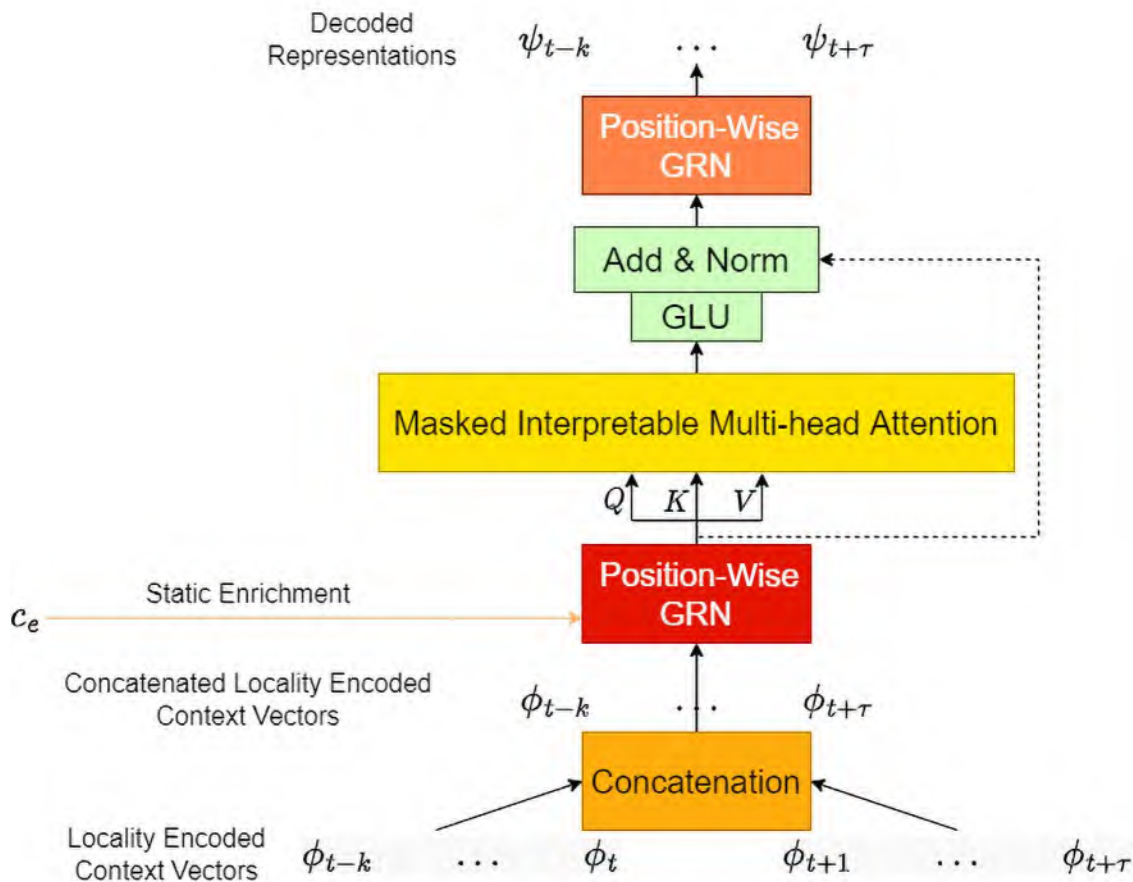 Decoded
Representations
ψₜ₋ₖ ⋯ ψₜ₊τ
Position-Wise
GRN
Add & Norm
GLU
Masked Interpretable Multi-head Attention
Q K V
Position-Wise
GRN
Static Enrichment
cₑ
Concatenated Locality Encoded
Context Vectors
ϕₜ₋ₖ ⋯ ϕₜ₊τ
Concatenation
Locality Encoded
Context Vectors
ϕₜ₋ₖ ⋯ ϕₜ ϕₜ₊₁ ⋯ ϕₜ₊τ